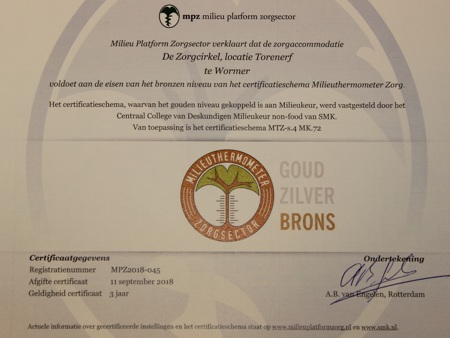 mpz milieu platform zorgsector
Milieu Platform Zorgsector verklaart dat de zorgaccommodatie
De Zorgcirkel, locatie Torenerf
te Wormer
voldoet aan de eisen van het bronzen niveau van het certificatieschema Milieuthermometer Zorg.
Het certificatieschema, waarvan het gouden niveau gekoppeld is aan Milieukeur, werd vastgesteld door het
Centraal College van Deskundigen Milieukeur non-food van SMK.
Van toepassing is het certificatieschema MTZ-s.4 MK.72
MILIEUTHERMOMETER
ZORGSECTOR
GOUD
ZILVER
BRONS
Certificaatgegevens
Ondertekening
Registratienummer MPZ2018-045
Afgifte certificaat 11 september 2018
Geldigheid certificaat 3 jaar
A.B. van Engelen, Rotterdam
Actuele informatie over gecertificeerde instellingen en het certificatieschema staat op www.milieuplatformzorg.nl en www.smk.nl.